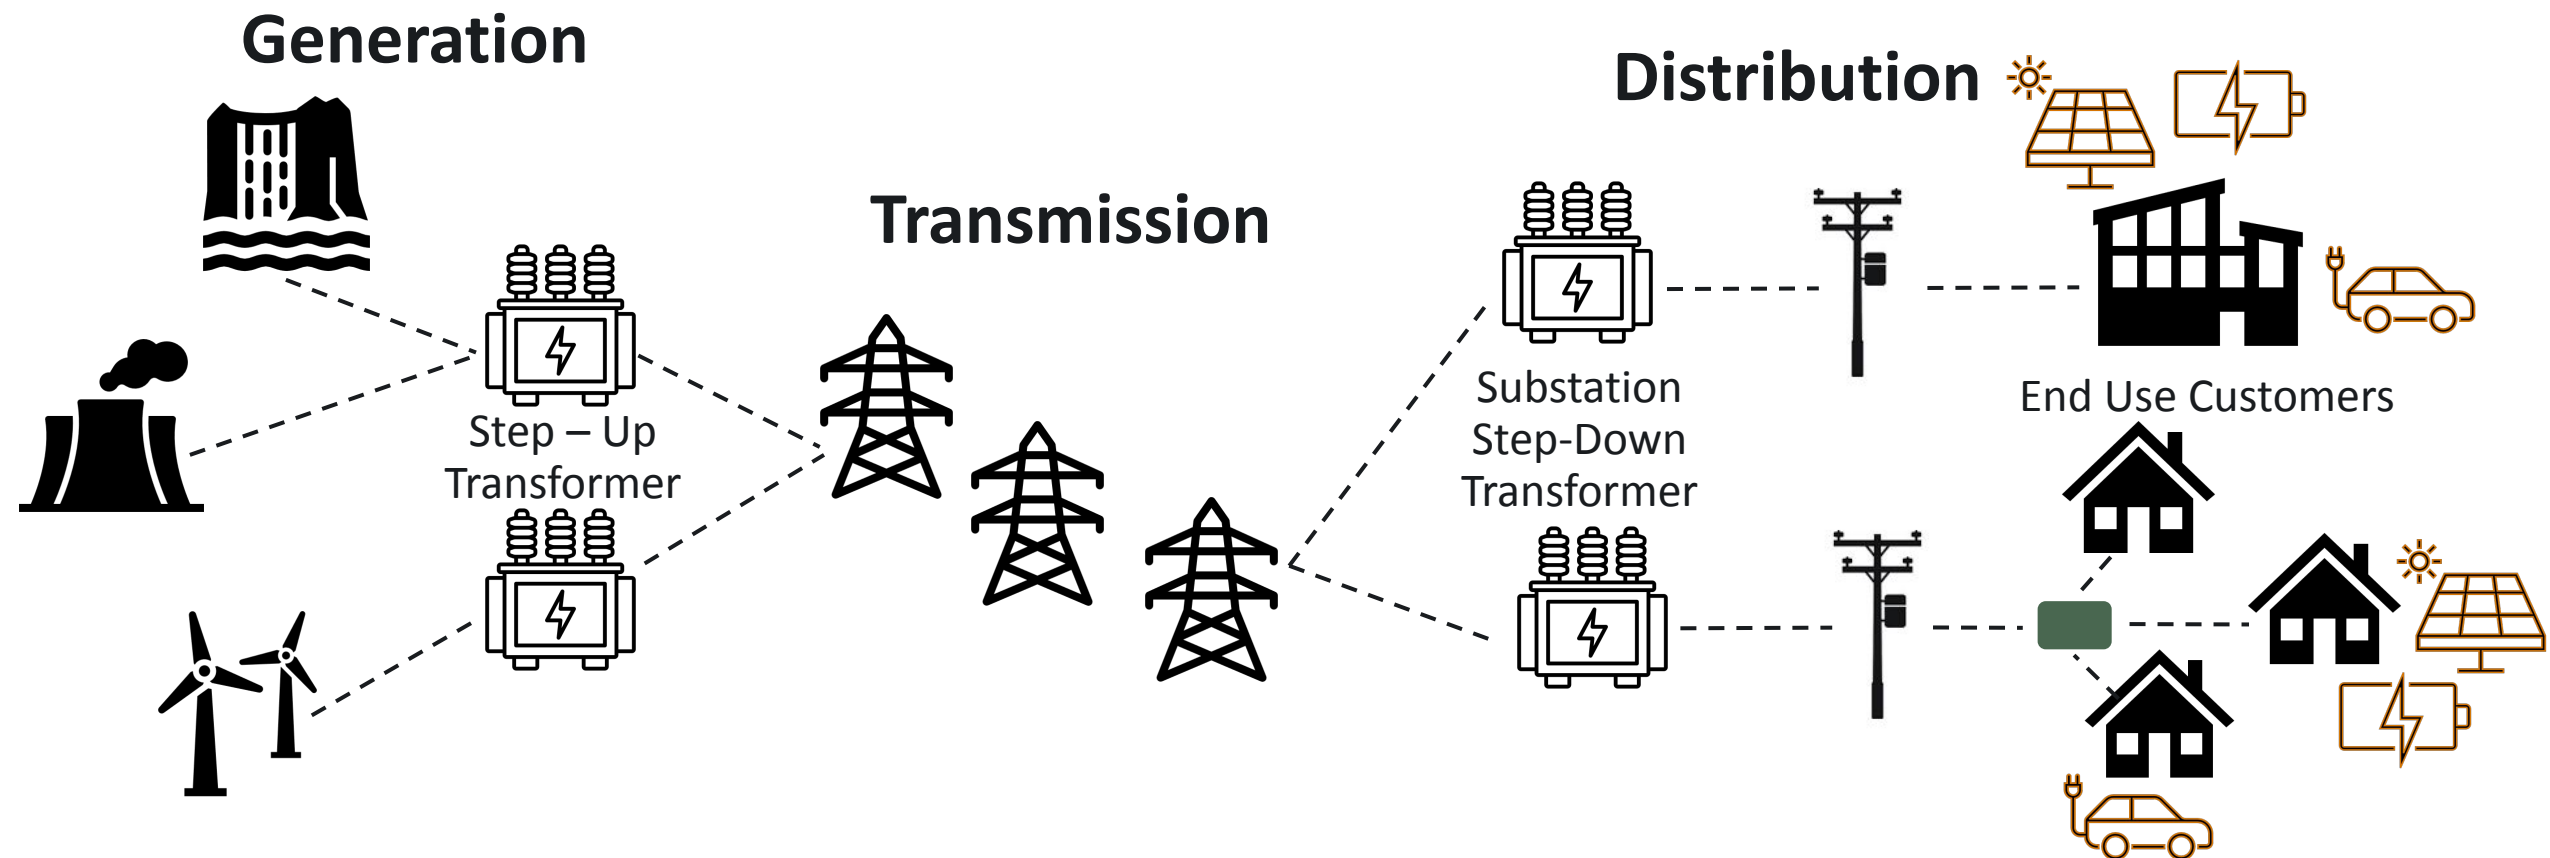 Generation
Distribution
Transmission
Step – Up
Transformer
Substation
Step-Down
Transformer
End Use Customers